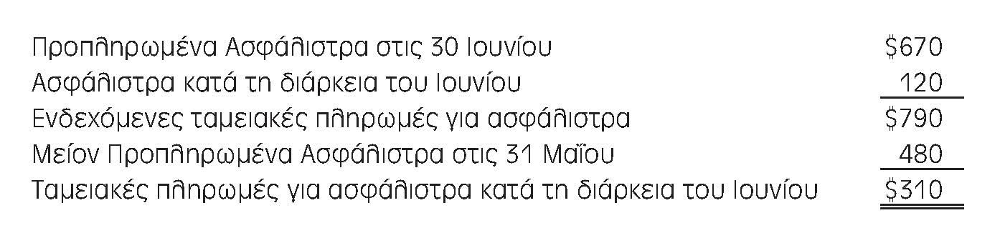 Προπληρωμένα Ασφάλιστρα στις 30 Ιουνίου $670
Ασφάλιστρα κατά τη διάρκεια του Ιουνίου 120
Ενδεχόμενες ταμειακές πληρωμές για ασφάλιστρα $790
Μείον Προπληρωμένα Ασφάλιστρα στις 31 Μαΐου 480
Ταμειακές πληρωμές για ασφάλιστρα κατά τη διάρκεια του Ιουνίου $310